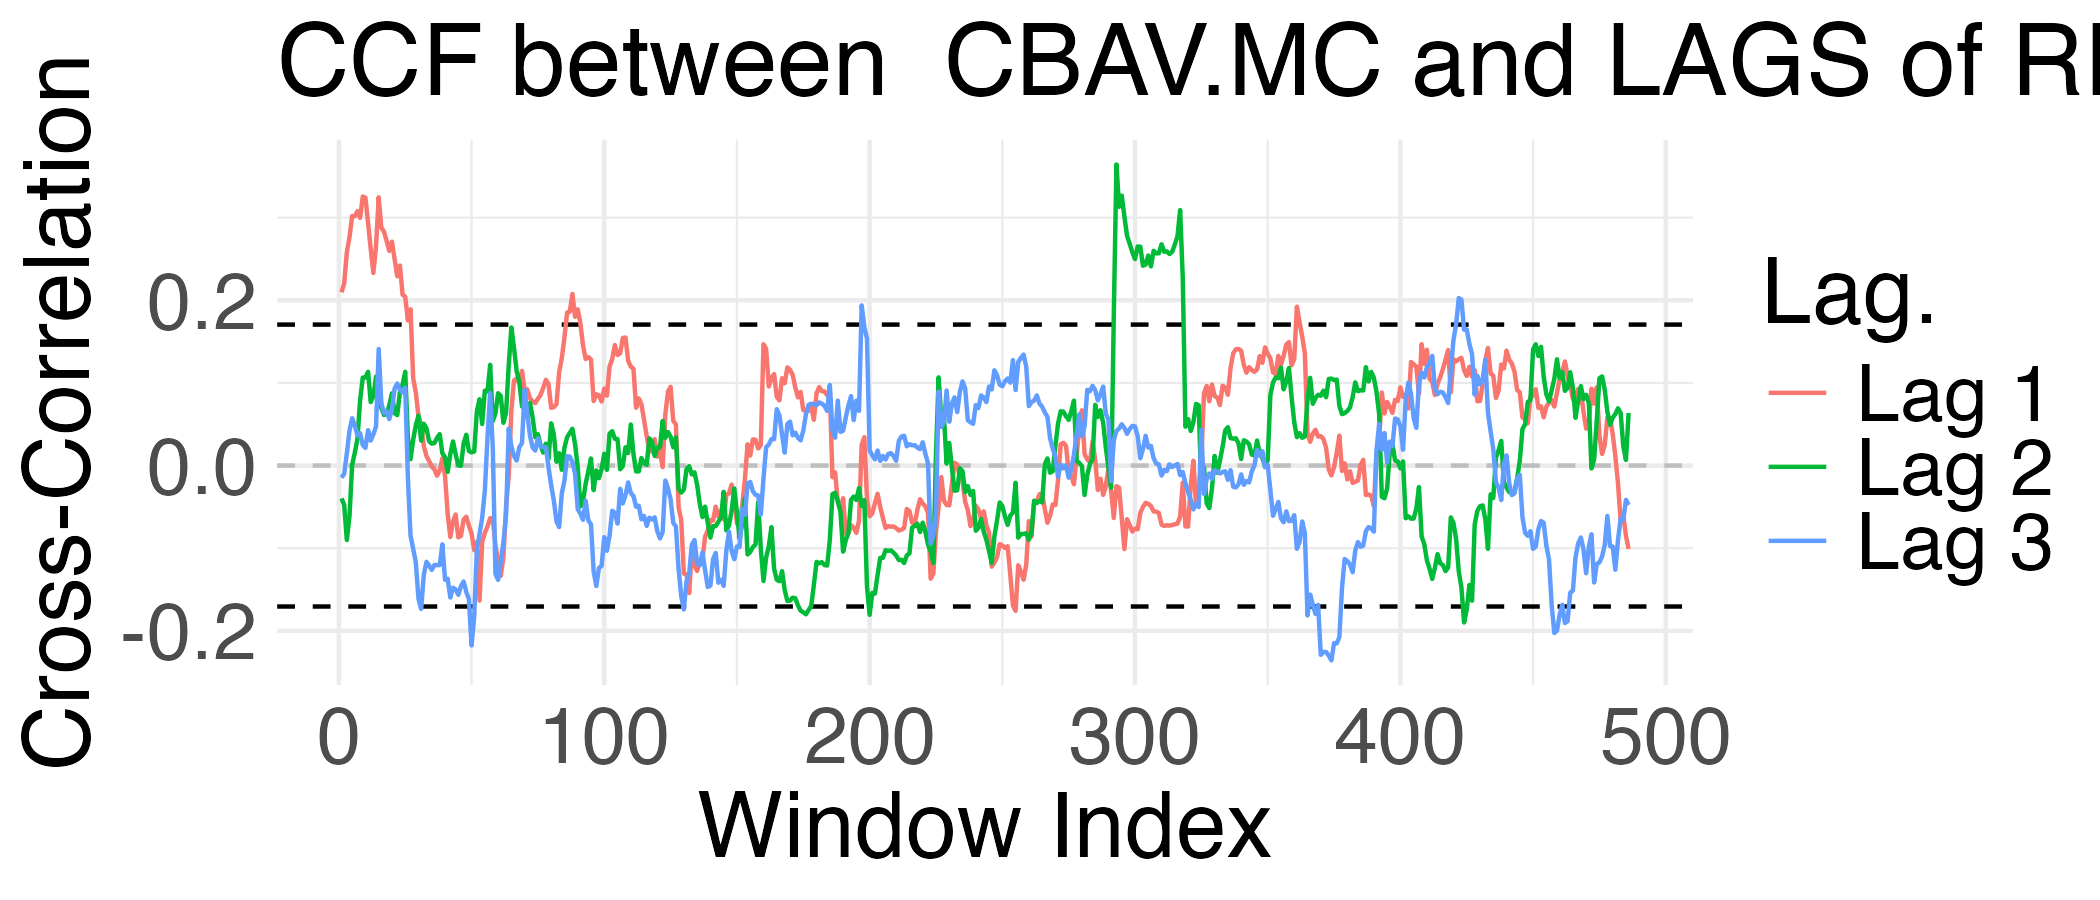 CCF between CBAV.MC and LAGS of
Cross-Correlation
0.2
0.0
-0.2
0 100 200 300 400 500
Window Index
Lag.
Lag 1
Lag 2
Lag 3